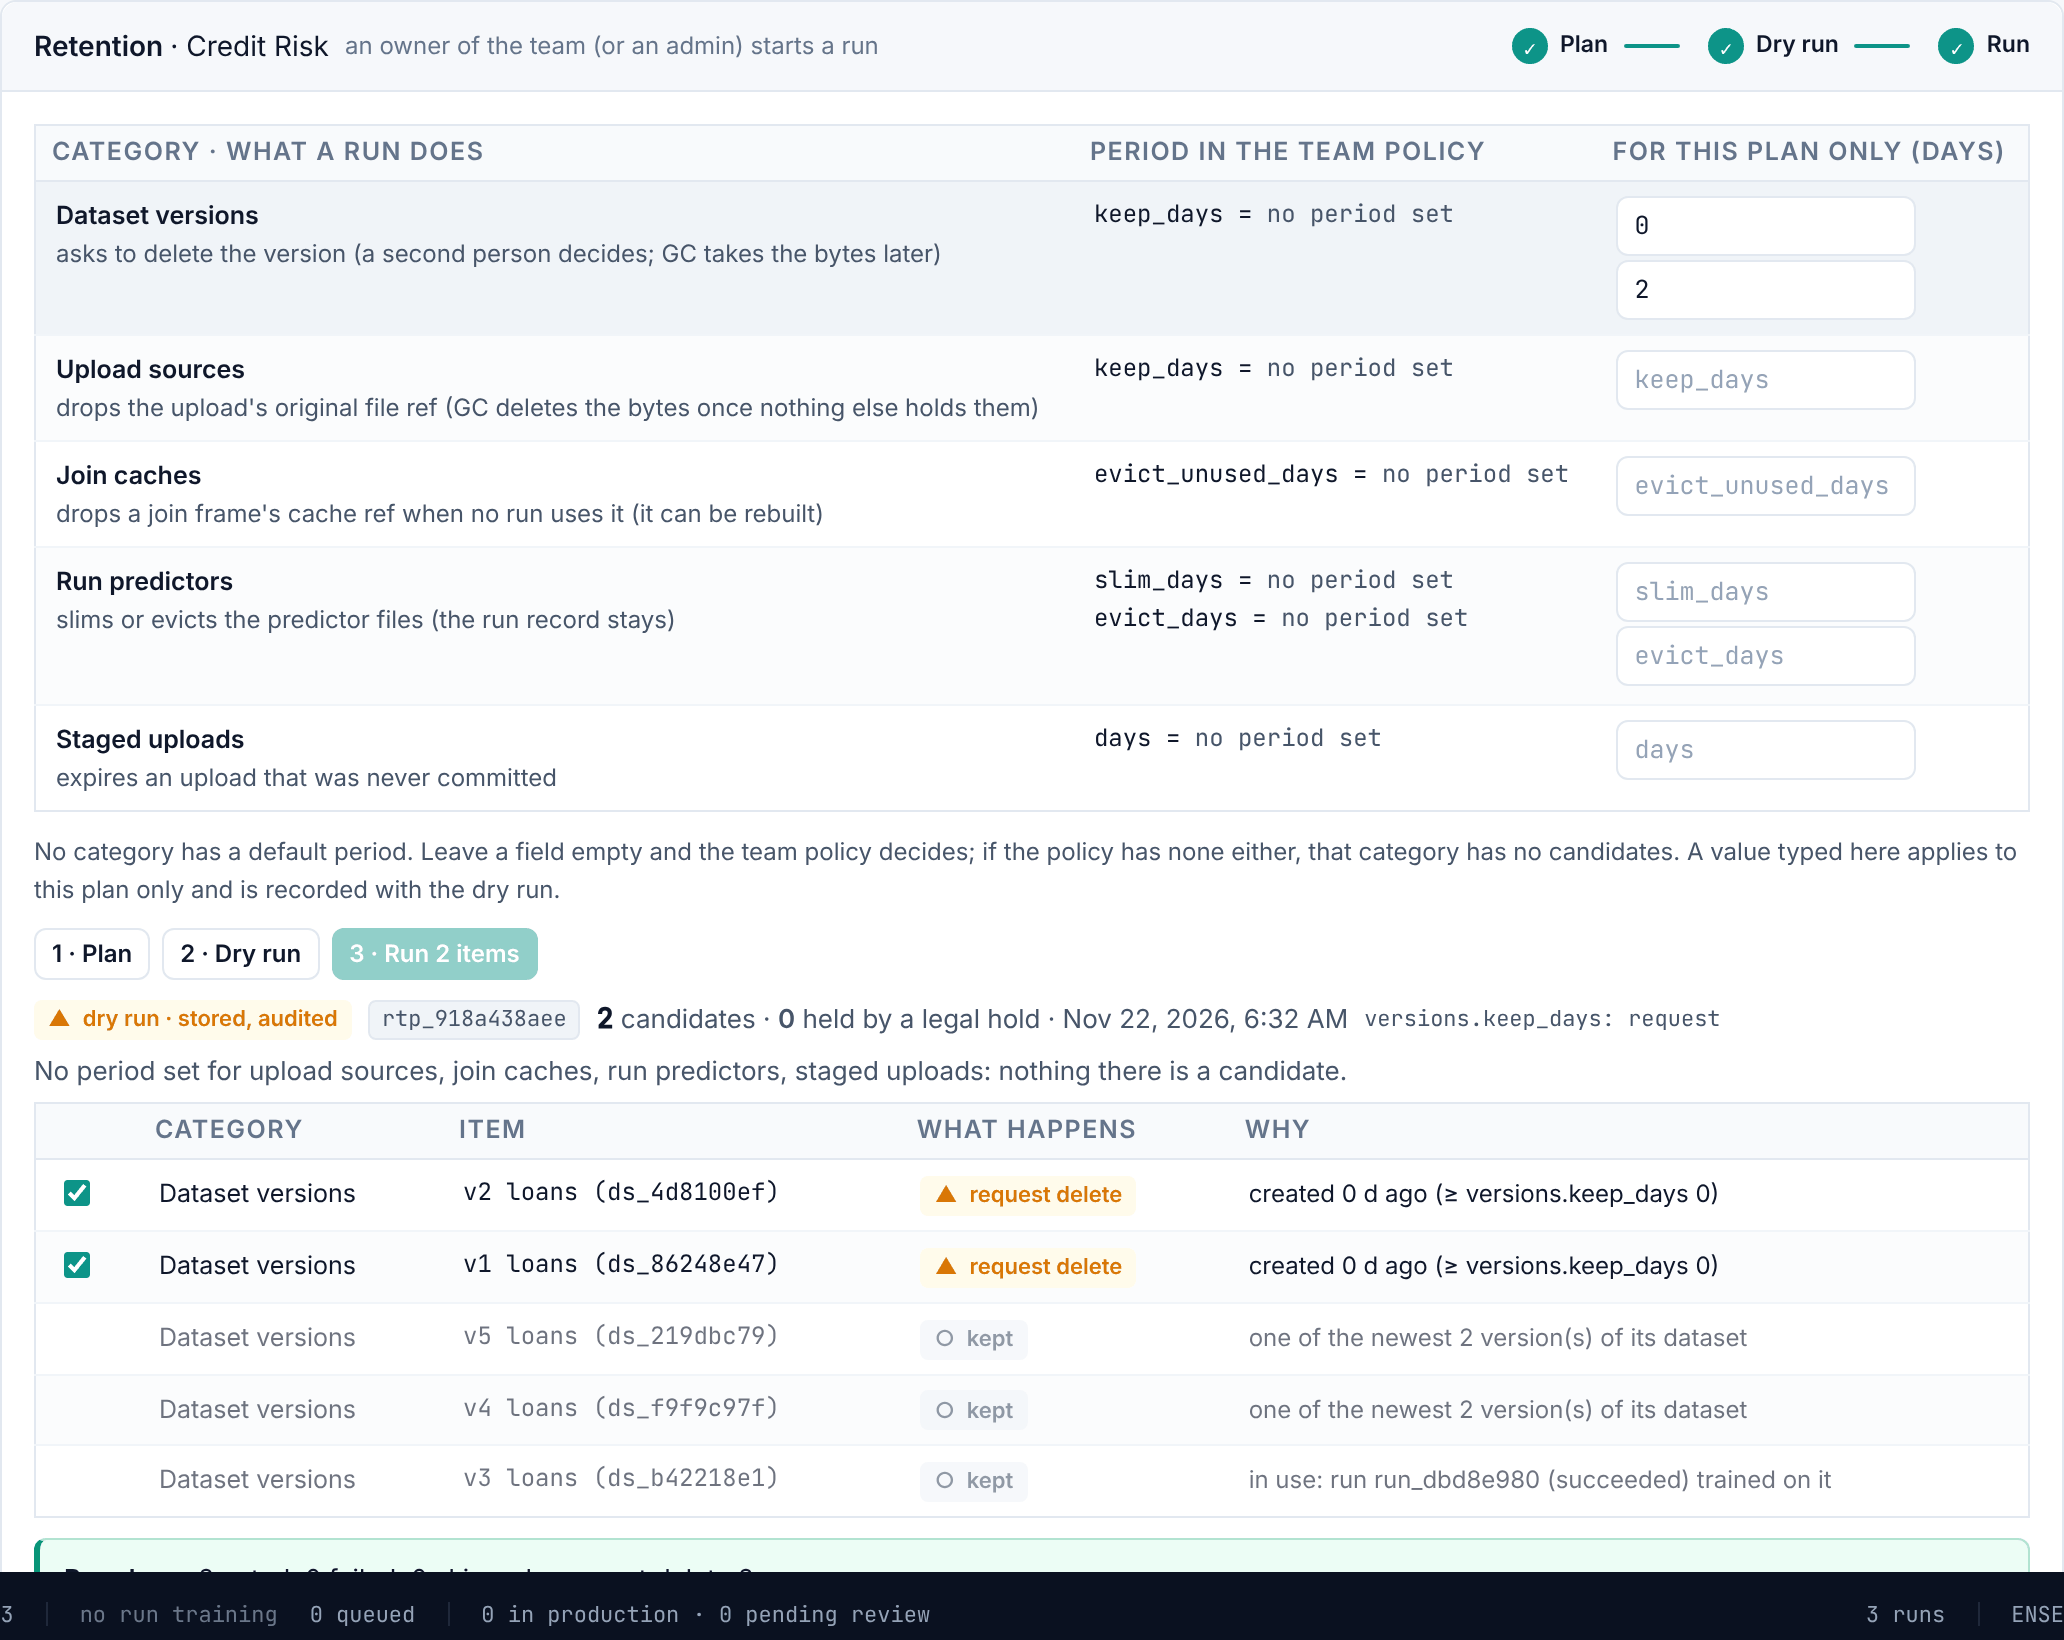 Retention · Credit Risk an owner of the team (or an admin) starts a run
✓ Plan ✓ Dry run ✓ Run
CATEGORY · WHAT A RUN DOES PERIOD IN THE TEAM POLICY FOR THIS PLAN ONLY (DAYS)
Dataset versions keep_days = no period set 0
asks to delete the version (a second person decides; GC takes the bytes later)
2
Upload sources keep_days = no period set keep_days
drops the upload's original file ref (GC deletes the bytes once nothing else holds them)
Join caches evict_unused_days = no period set evict_unused_days
drops a join frame's cache ref when no run uses it (it can be rebuilt)
Run predictors slim_days = no period set slim_days
slims or evicts the predictor files (the run record stays) evict_days = no period set
evict_days
Staged uploads days = no period set days
expires an upload that was never committed
No category has a default period. Leave a field empty and the team policy decides; if the policy has none either, that category has no candidates. A value typed here applies to
this plan only and is recorded with the dry run.
1 · Plan 2 · Dry run 3 · Run 2 items
dry run · stored, audited rtp_918a438aee 2 candidates · 0 held by a legal hold · Nov 22, 2026, 6:32 AM versions.keep_days: request
No period set for upload sources, join caches, run predictors, staged uploads: nothing there is a candidate.
CATEGORY ITEM WHAT HAPPENS WHY
Dataset versions v2 loans (ds_4d8100ef) request delete created 0 d ago (≥ versions.keep_days 0)
Dataset versions v1 loans (ds_86248e47) request delete created 0 d ago (≥ versions.keep_days 0)
Dataset versions v5 loans (ds_219dbc79) kept one of the newest 2 version(s) of its dataset
Dataset versions v4 loans (ds_f9f9c97f) kept one of the newest 2 version(s) of its dataset
Dataset versions v3 loans (ds_b42218e1) kept in use: run run_dbd8e980 (succeeded) trained on it
3 no run training 0 queued 0 in production · 0 pending review 3 runs ENSE